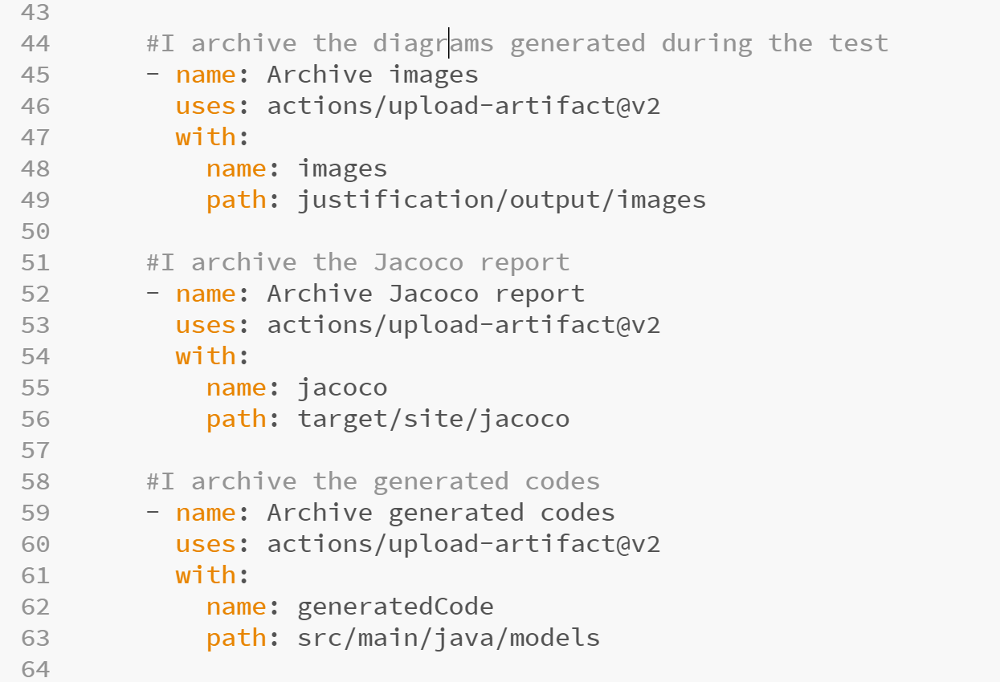 43
44 #I archive the diagrams generated during the test
45 - name: Archive images
46 uses: actions/upload-artifact@v2
47 with:
48 name: images
49 path: justification/output/images
50
51 #I archive the Jacoco report
52 - name: Archive Jacoco report
53 uses: actions/upload-artifact@v2
54 with:
55 name: jacoco
56 path: target/site/jacoco
57
58 #I archive the generated codes
59 - name: Archive generated codes
60 uses: actions/upload-artifact@v2
61 with:
62 name: generatedCode
63 path: src/main/java/models
64